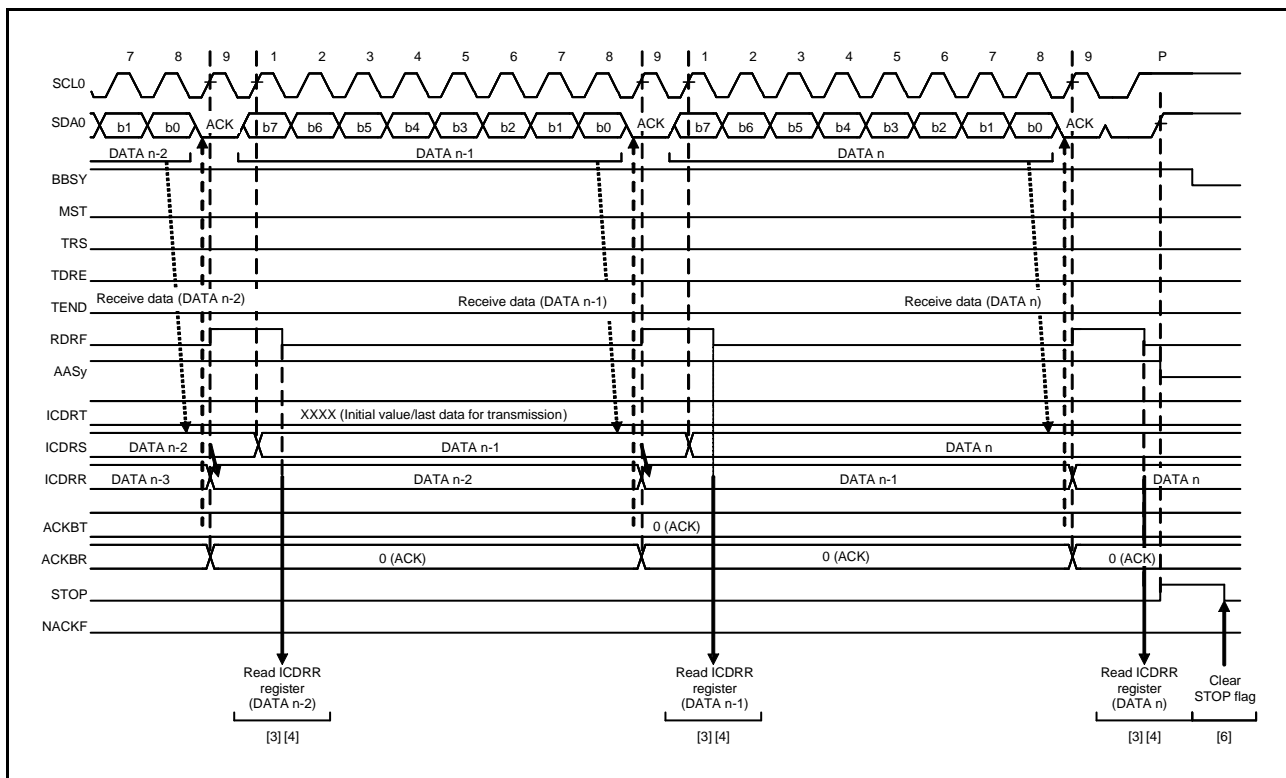 7 8 9 1 2 3 4 5 6 7 8 9 1 2 3 4 5 6 7 8 9 P
SCL0
SDA0 b1 b0 ACK b7 b6 b5 b4 b3 b2 b1 b0 ACK b7 b6 b5 b4 b3 b2 b1 b0 ACK
DATA n-2 DATA n-1 DATA n
BBSY
MST
TRS
TDRE
Receive data (DATA n-2) Receive data (DATA n-1) Receive data (DATA n)
TEND
RDRF
AASy
ICDRT XXXX (Initial value/last data for transmission)
ICDRS DATA n-2 DATA n-1 DATA n
ICDRR DATA n-3 DATA n-2 DATA n-1 DATA n
ACKBT 0 (ACK)
ACKBR 0 (ACK) 0 (ACK) 0 (ACK)
STOP
NACKF
Read ICDRR
register
(DATA n-2)
[3] [4]
Read ICDRR
register
(DATA n-1)
[3] [4]
Read ICDRR
register
(DATA n)
[3] [4]
Clear
STOP flag
[6]